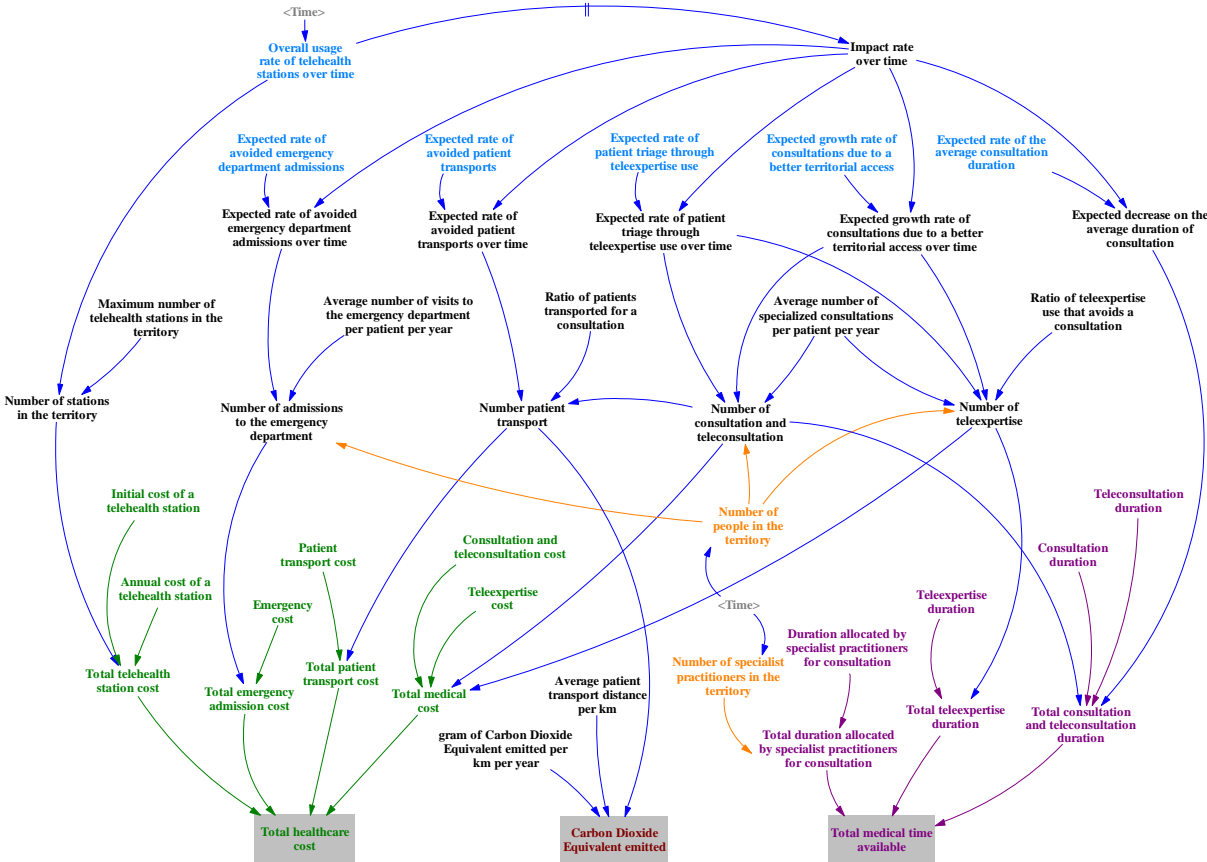 <Time>
Overall usage
rate of telehealth
stations over time
Impact rate
over time
Expected rate of
avoided emergency
department admissions
Expected rate of
avoided patient
transports
Expected rate of
patient triage through
teleexpertise use
Expected growth rate of
consultations due to a
better territorial access
Expected rate of the
average consultation
duration
Expected rate of avoided
emergency department
admissions over time
Expected rate of
avoided patient
transports over time
Expected rate of patient
triage through
teleexpertise use over time
Expected growth rate of
consultations due to a better
territorial access over time
Expected decrease on the
average duration of
consultation
Maximum number of
telehealth stations in the
territory
Average number of visits to
the emergency department
per patient per year
Ratio of patients
transported for a
consultation
Average number of
specialized consultations
per patient per year
Ratio of teleexpertise
use that avoids a
consultation
Number of stations
in the territory
Number of admissions
to the emergency
department
Number patient
transport
Number of
consultation and
teleconsultation
Number of
teleexpertise
Initial cost of a
telehealth station
Number of
people in the
territory
Teleconsultation
duration
Patient
transport cost
Consultation and
teleconsultation cost
Consultation
duration
Annual cost of a
telehealth station
Emergency
cost
Teleexpertise
cost
<Time>
Teleexpertise
duration
Duration allocated by
specialist practitioners
for consultation
Number of specialist
practitioners in the
territory
Total telehealth
station cost
Total emergency
admission cost
Total patient
transport cost
Total medical
cost
Average patient
transport distance
per km
Total teleexpertise
duration
Total consultation
and teleconsultation
duration
gram of Carbon Dioxide
Equivalent emitted per
km per year
Total duration allocated
by specialist practitioners
for consultation
Total healthcare
cost
Carbon Dioxide
Equivalent emitted
Total medical time
available